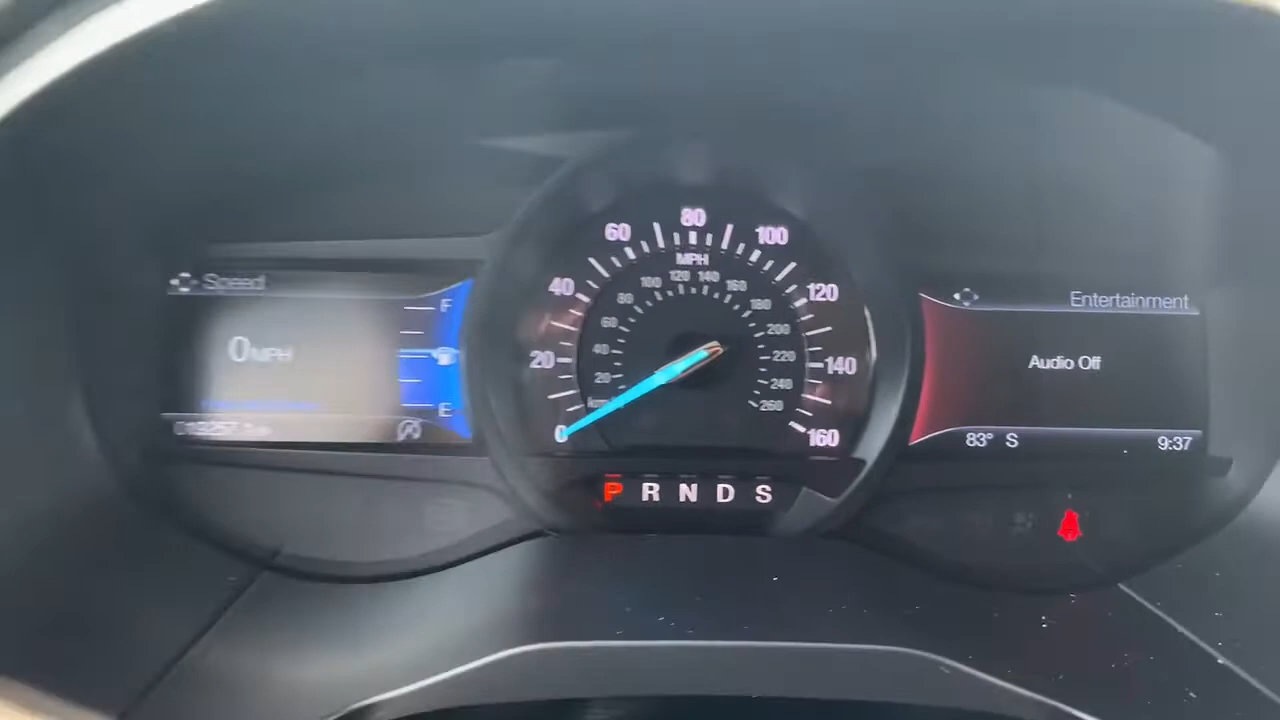 Speed
0 MPH
F
E
0
20
40
60
80
100
120
140
160
MPH
20
40
60
80
100
120
140
160
180
200
220
240
260
P R N D S
Entertainment
Audio Off
83° S
9:37